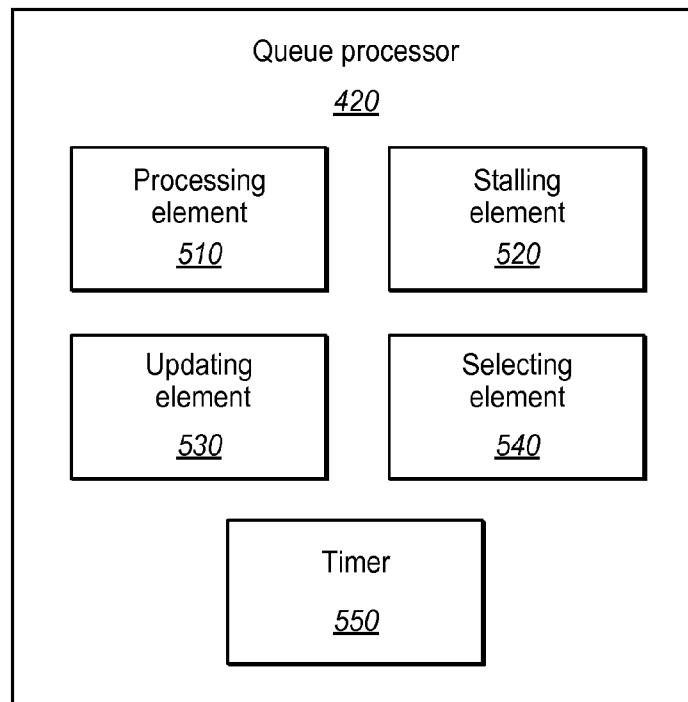 Queue processor
420
Processing
element
510
Stalling
element
520
Updating
element
530
Selecting
element
540
Timer
550